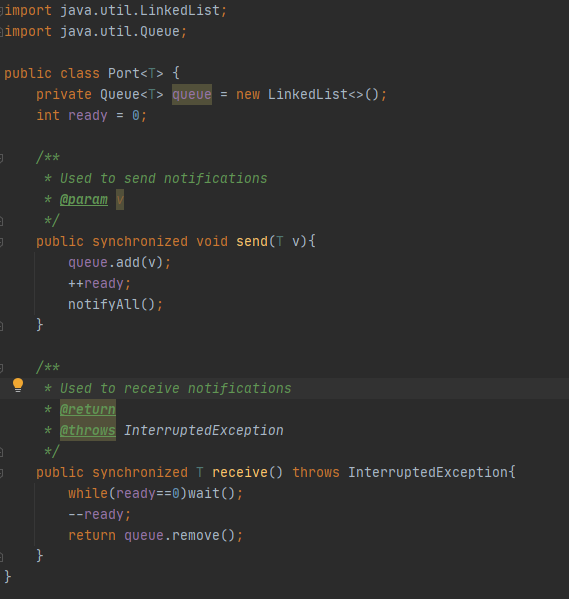 import java.util.LinkedList;
import java.util.Queue;
public class Port<T> {
    private Queue<T> queue = new LinkedList<>();
    int ready = 0;
    /**
     * Used to send notifications
     * @param v
     */
    public synchronized void send(T v){
        queue.add(v);
        ++ready;
        notifyAll();
    }
    /**
     * Used to receive notifications
     * @return
     * @throws InterruptedException
     */
    public synchronized T receive() throws InterruptedException{
        while(ready==0)wait();
        --ready;
        return queue.remove();
    }
}